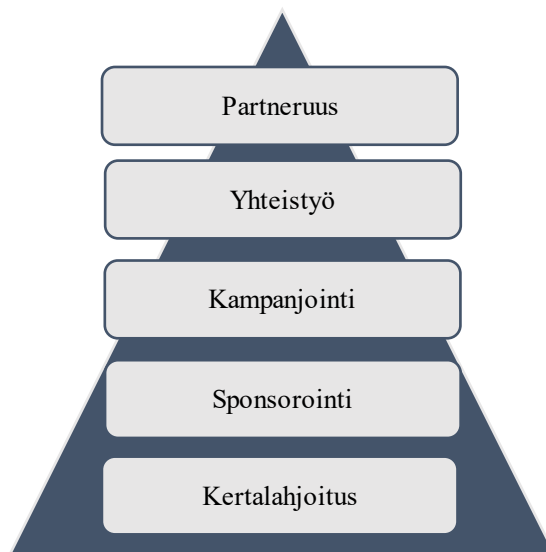 Partneruus
Yhteistyö
Kampanjointi
Sponsorointi
Kertalahjoitus